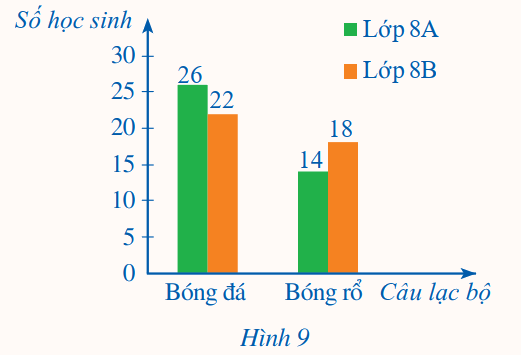 Số học sinh
Lớp 8A
Lớp 8B
30
25
20
15
10
5
0
26
22
14
18
Bóng đá
Bóng rổ
Câu lạc bộ
Hình 9